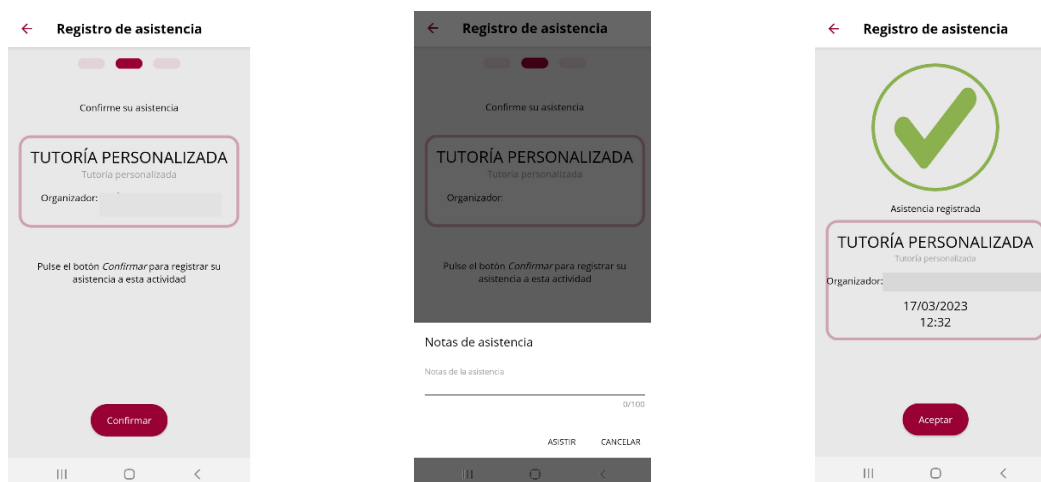 Registro de asistencia
Confirme su asistencia
TUTORÍA PERSONALIZADA
Tutoría personalizada
Organizador:
Pulse el botón Confirmar para registrar su
asistencia a esta actividad
Confirmar
Registro de asistencia
Confirme su asistencia
TUTORÍA PERSONALIZADA
Tutoría personalizada
Organizador:
Pulse el botón Confirmar para registrar su
asistencia a esta actividad
Notas de asistencia
Notas de la asistencia
0/100
ASISTIR CANCELAR
Registro de asistencia
Asistencia registrada
TUTORÍA PERSONALIZADA
Tutoría personalizada
Organizador:
17/03/2023
12:32
Aceptar